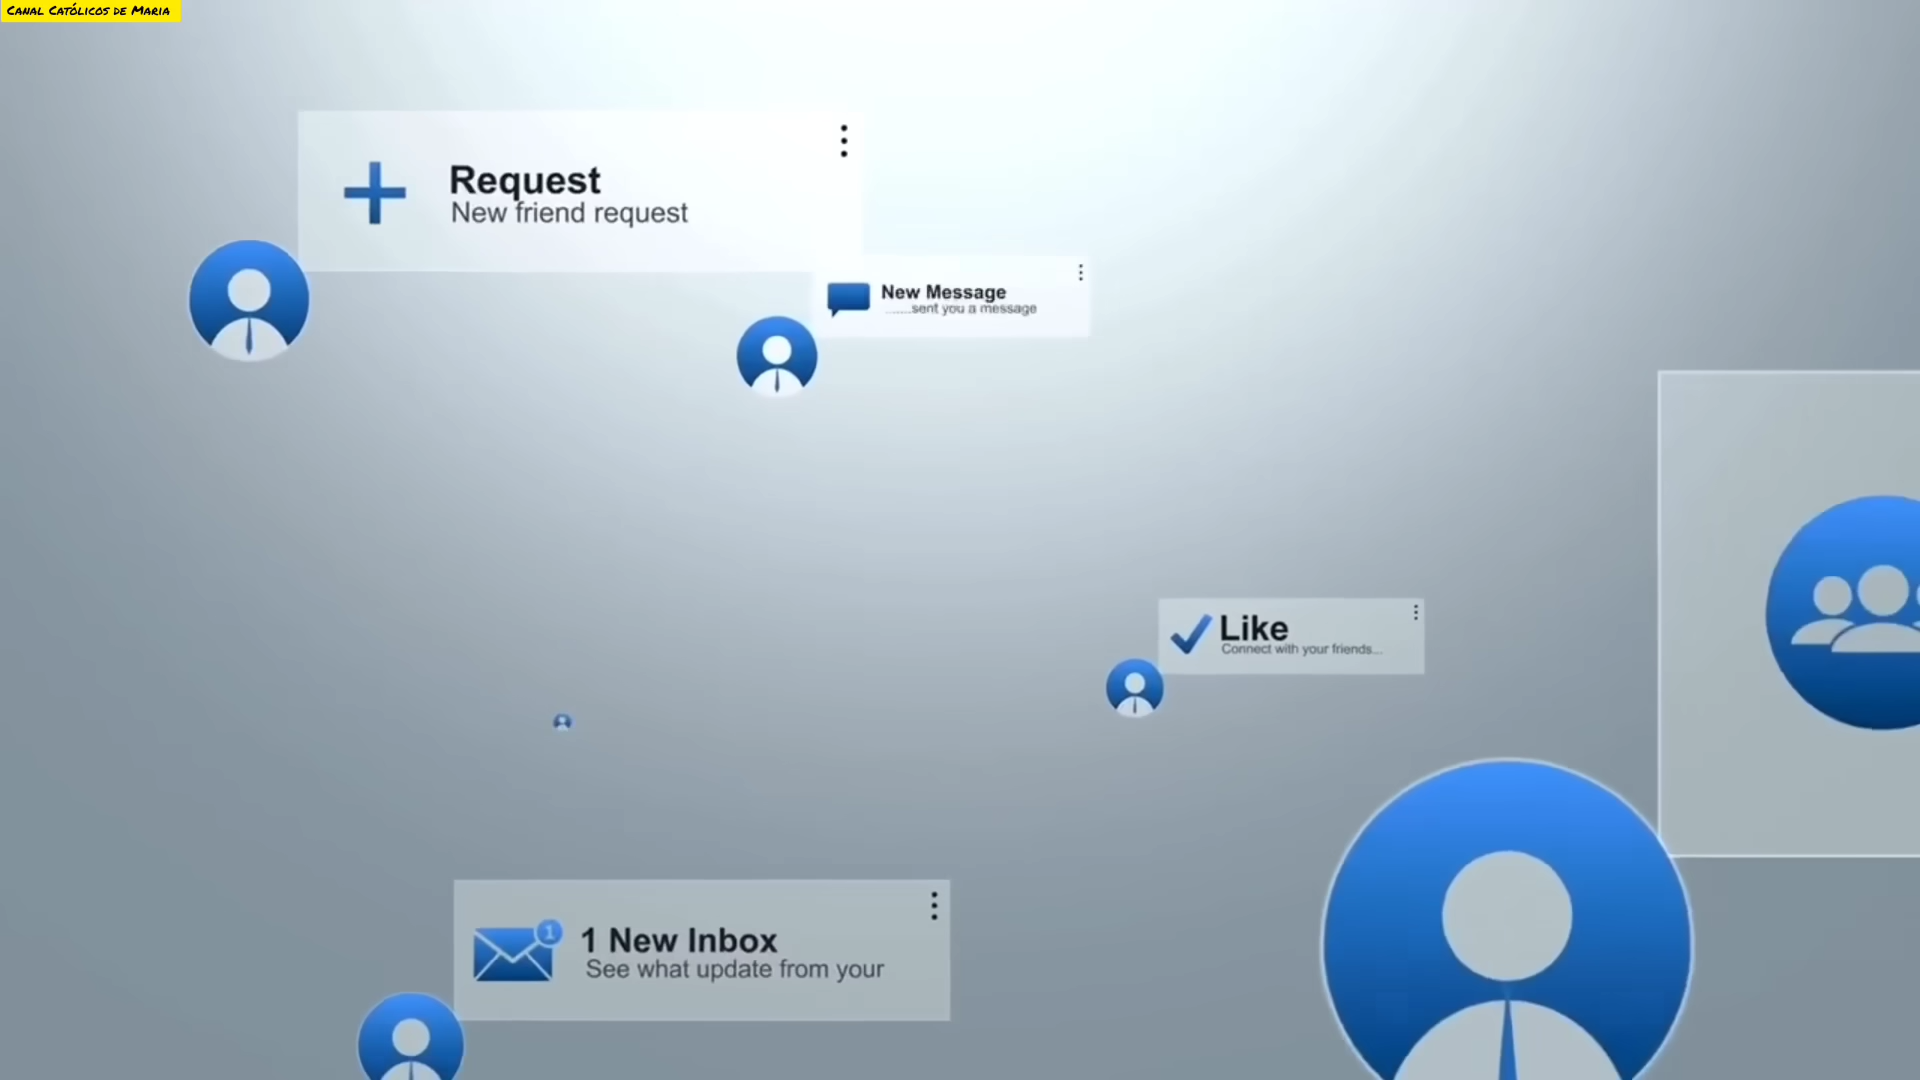 Canal Católicos de Maria
Request
New friend request
New Message
.......sent you a message
Like
Connect with your friends...
1
1 New Inbox
See what update from your